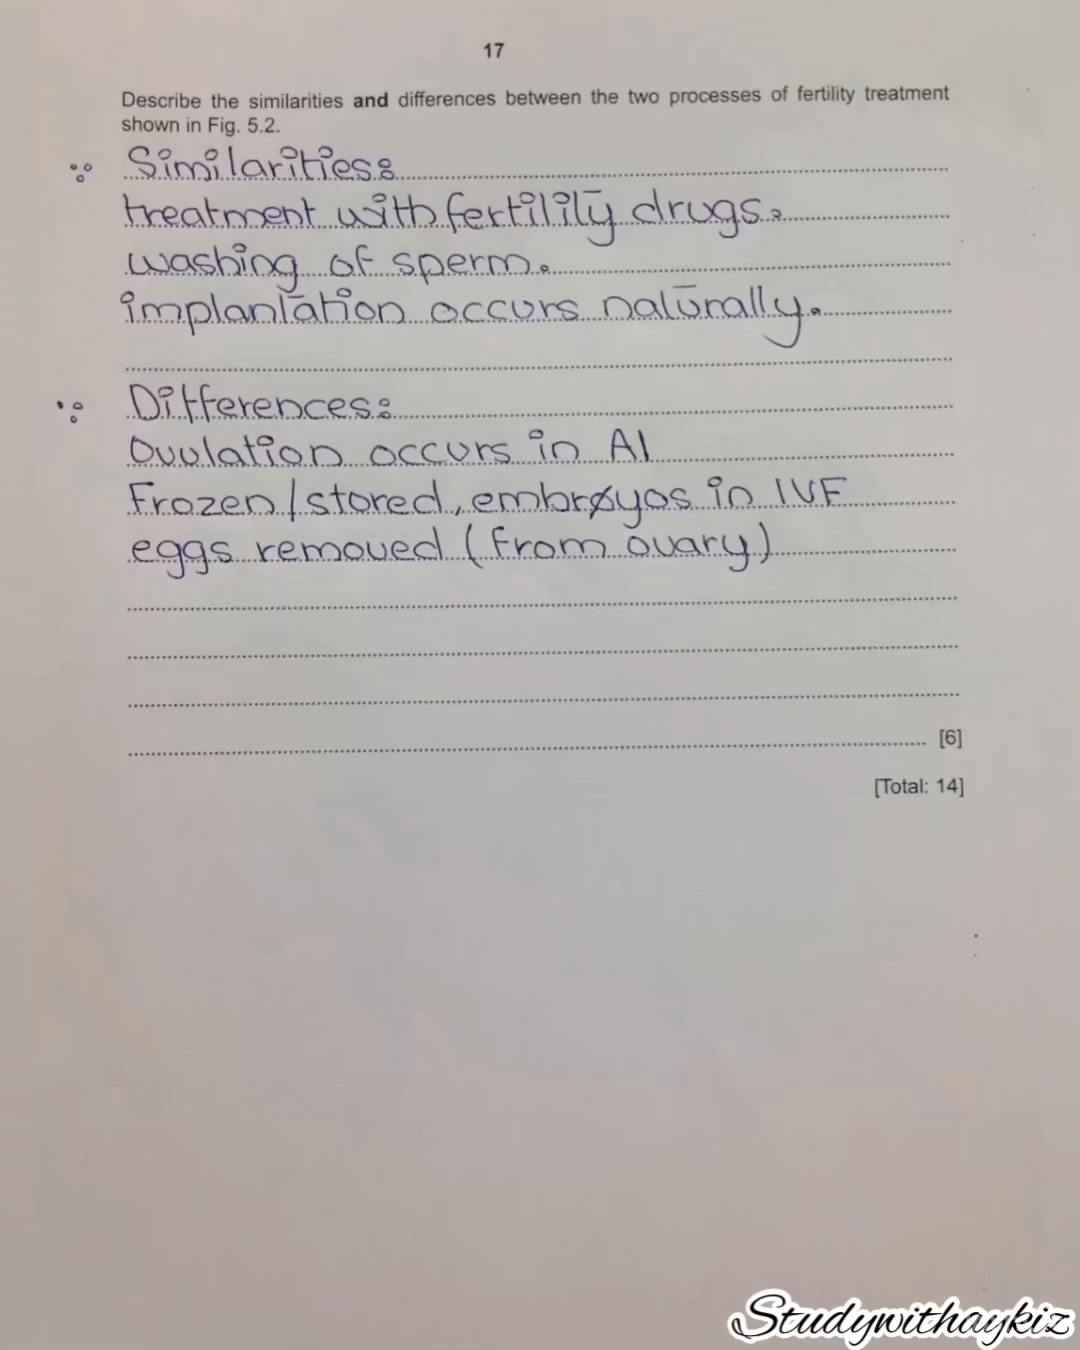 17
Describe the similarities and differences between the two processes of fertility treatment
shown in Fig. 5.2.
Similarities:
treatment with fertilily drugs.
washing of sperm.
implantation occurs naturally.
Differences:
Ovulation occurs in AI
Frozen/stored, embryos in IVF
eggs removed (from ovary)
[6]
[Total: 14]
Studywithaykiz